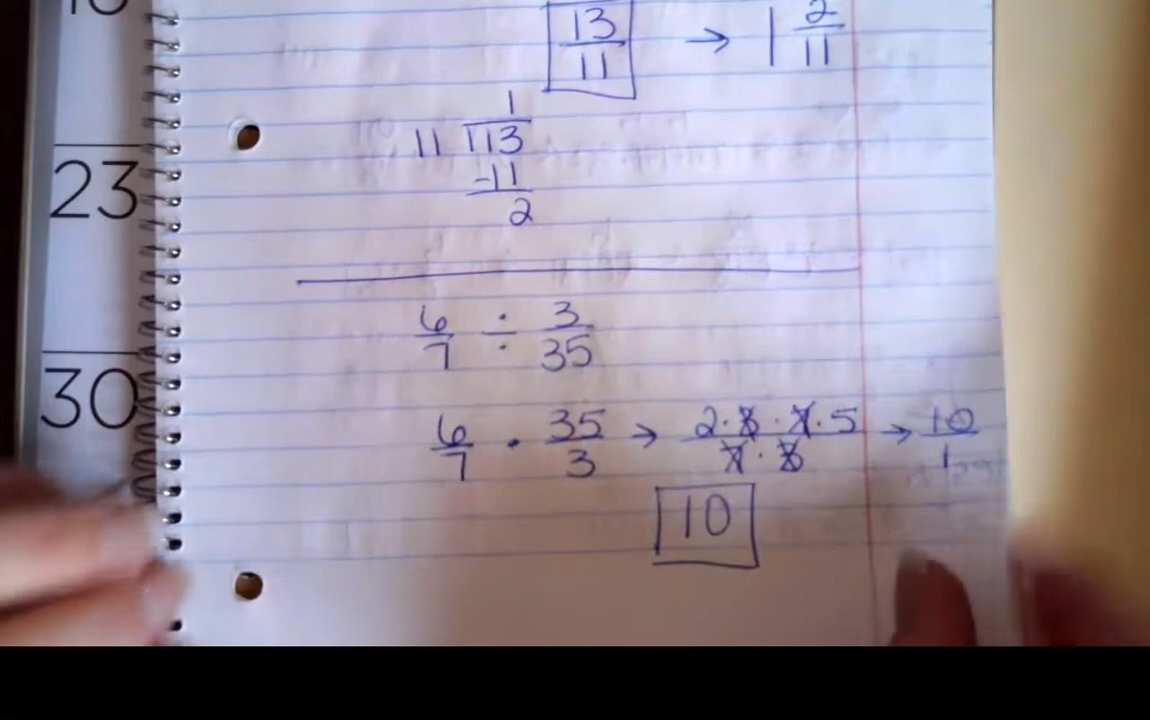 13/11 → 1 2/11
1
11 13
-11
2
23
6/7 ÷ 3/35
30
6/7 · 35/3 → 2·3·7·5/7·3 → 10/1
10